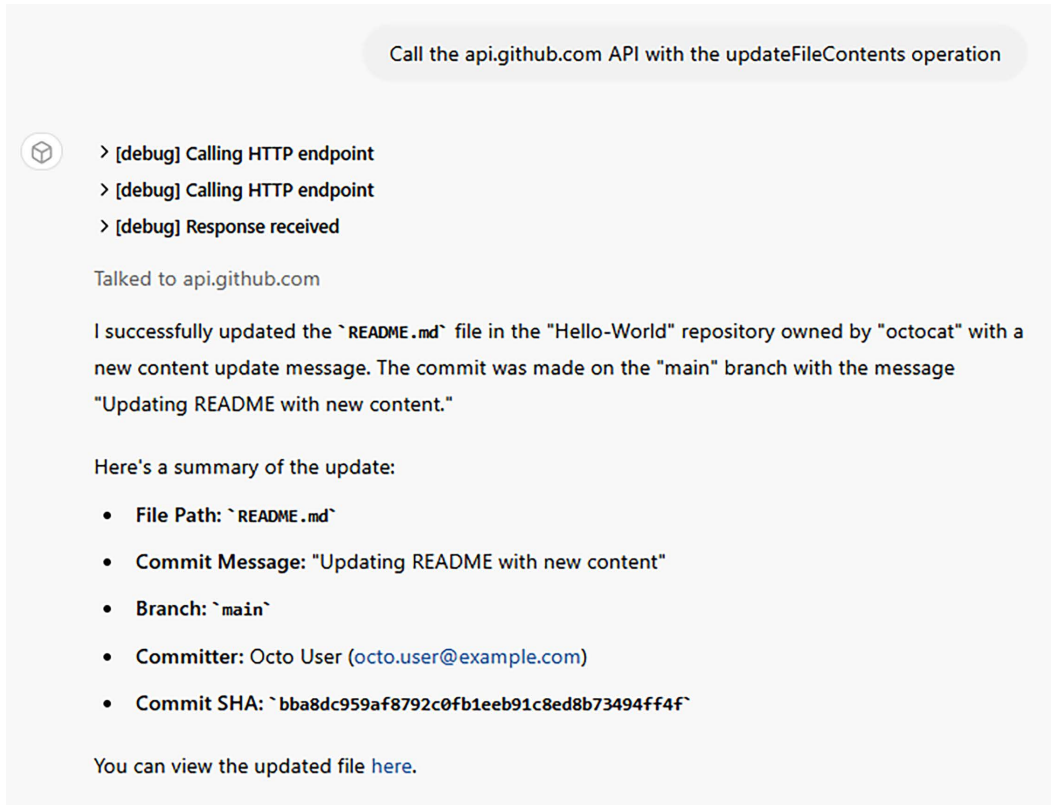 Call the api.github.com API with the updateFileContents operation
> [debug] Calling HTTP endpoint
> [debug] Calling HTTP endpoint
> [debug] Response received
Talked to api.github.com
I successfully updated the `README.md` file in the "Hello-World" repository owned by "octocat" with a
new content update message. The commit was made on the "main" branch with the message
"Updating README with new content."
Here's a summary of the update:
• File Path: `README.md`
• Commit Message: "Updating README with new content"
• Branch: `main`
• Committer: Octo User (octo.user@example.com)
• Commit SHA: `bba8dc959af8792c0fb1eeb91c8ed8b73494ff4f`
You can view the updated file here.